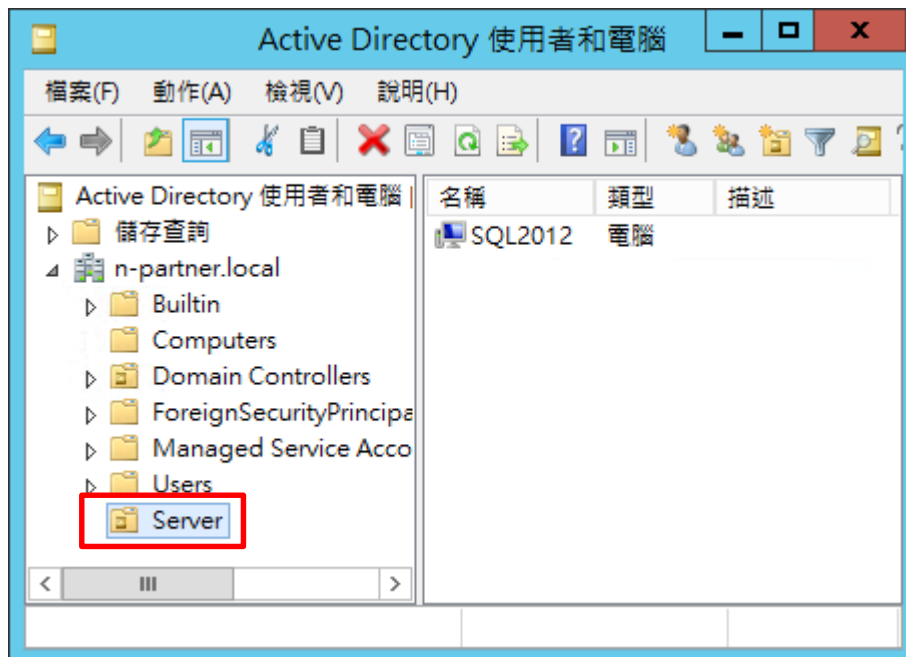 Active Directory 使用者和電腦
檔案(F) 動作(A) 檢視(V) 說明(H)
Active Directory 使用者和電腦
名稱 類型 描述
儲存查詢
SQL2012 電腦
n-partner.local
Builtin
Computers
Domain Controllers
ForeignSecurityPrincipa
Managed Service Acco
Users
Server